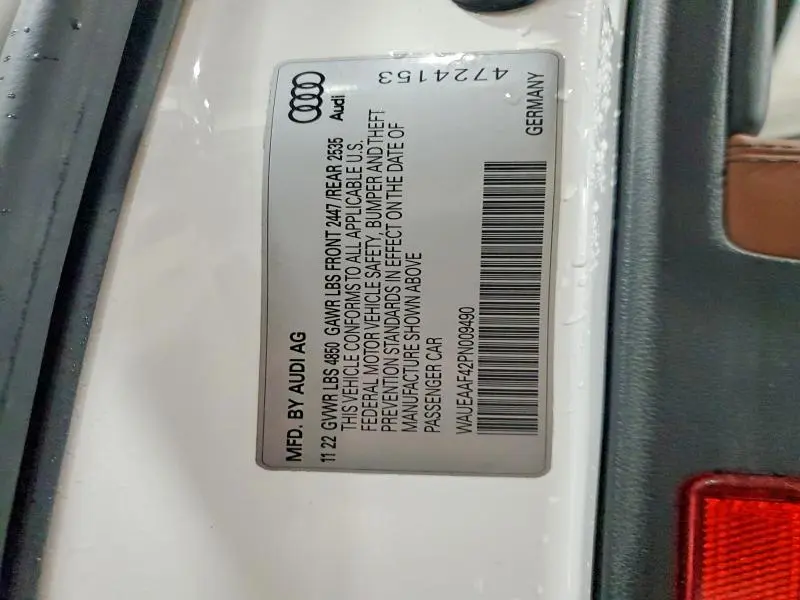 Audi
4724153
MFD. BY AUDI AG
11 22 GVWR LBS 4860 GAWR LBS FRONT 2447/REAR 2535
THIS VEHICLE CONFORMS TO ALL APPLICABLE U.S.
FEDERAL MOTOR VEHICLE SAFETY, BUMPER AND THEFT
PREVENTION STANDARDS IN EFFECT ON THE DATE OF
MANUFACTURE SHOWN ABOVE
PASSENGER CAR
WAUEAAF42PN009490
GERMANY